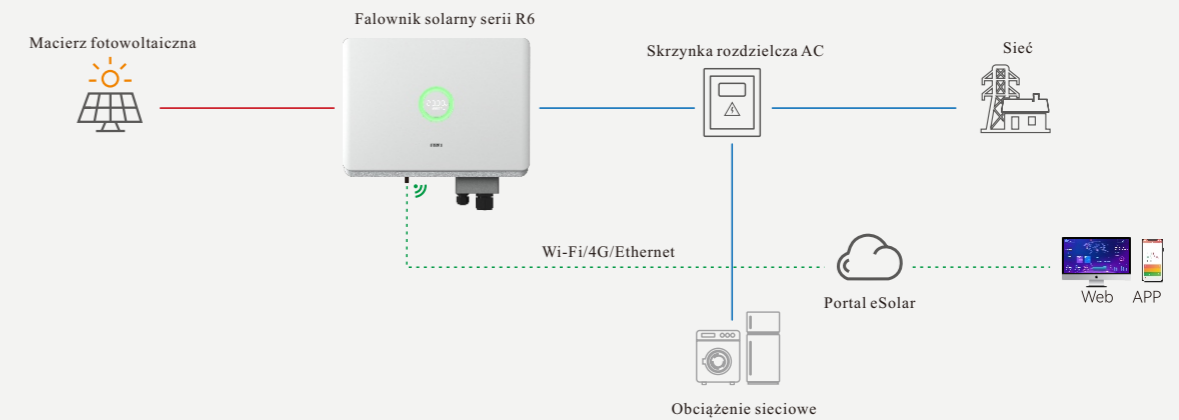 Falownik solarny serii R6
Macierz fotowoltaiczna
Skrzynka rozdzielcza AC
Sieć
Wi-Fi/4G/Ethernet
Portal eSolar
Web
APP
Obciążenie sieciowe